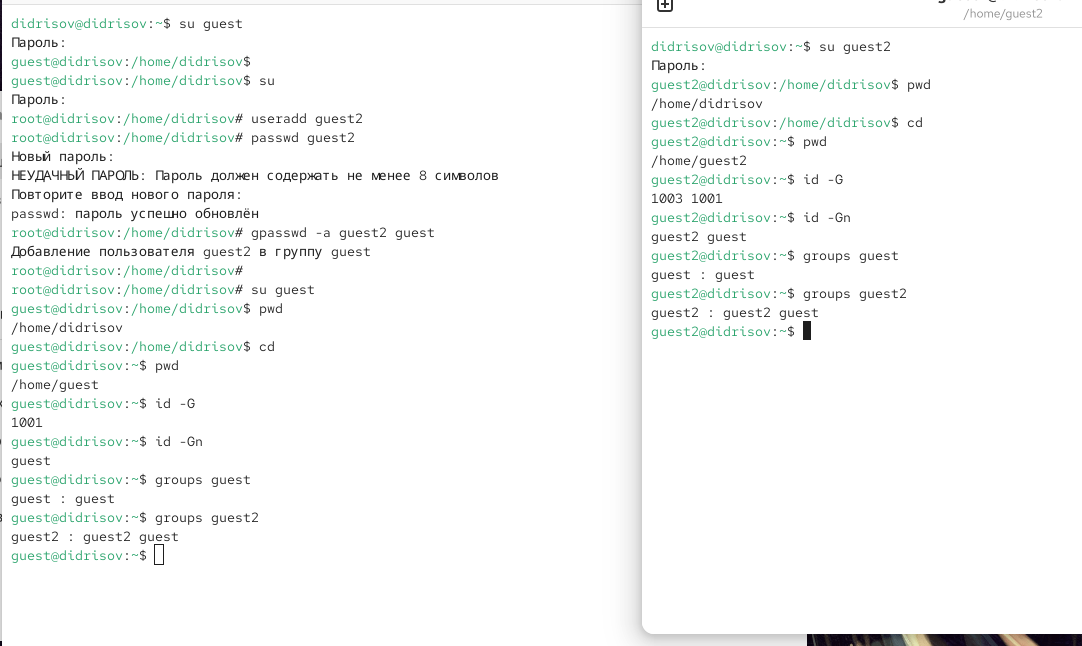 didrisov@didrisov:~$ su guest
Пароль:
guest@didrisov:/home/didrisov$
guest@didrisov:/home/didrisov$ su
Пароль:
root@didrisov:/home/didrisov# useradd guest2
root@didrisov:/home/didrisov# passwd guest2
Новый пароль:
НЕУДАЧНЫЙ ПАРОЛЬ: Пароль должен содержать не менее 8 символов
Повторите ввод нового пароля:
passwd: пароль успешно обновлён
root@didrisov:/home/didrisov# gpasswd -a guest2 guest
Добавление пользователя guest2 в группу guest
root@didrisov:/home/didrisov#
root@didrisov:/home/didrisov# su guest
guest@didrisov:/home/didrisov$ pwd
/home/didrisov
guest@didrisov:/home/didrisov$ cd
guest@didrisov:~$ pwd
/home/guest
guest@didrisov:~$ id -G
1001
guest@didrisov:~$ id -Gn
guest
guest@didrisov:~$ groups guest
guest : guest
guest@didrisov:~$ groups guest2
guest2 : guest2 guest
guest@didrisov:~$
/home/guest2
didrisov@didrisov:~$ su guest2
Пароль:
guest2@didrisov:/home/didrisov$ pwd
/home/didrisov
guest2@didrisov:/home/didrisov$ cd
guest2@didrisov:~$ pwd
/home/guest2
guest2@didrisov:~$ id -G
1003 1001
guest2@didrisov:~$ id -Gn
guest2 guest
guest2@didrisov:~$ groups guest
guest : guest
guest2@didrisov:~$ groups guest2
guest2 : guest2 guest
guest2@didrisov:~$